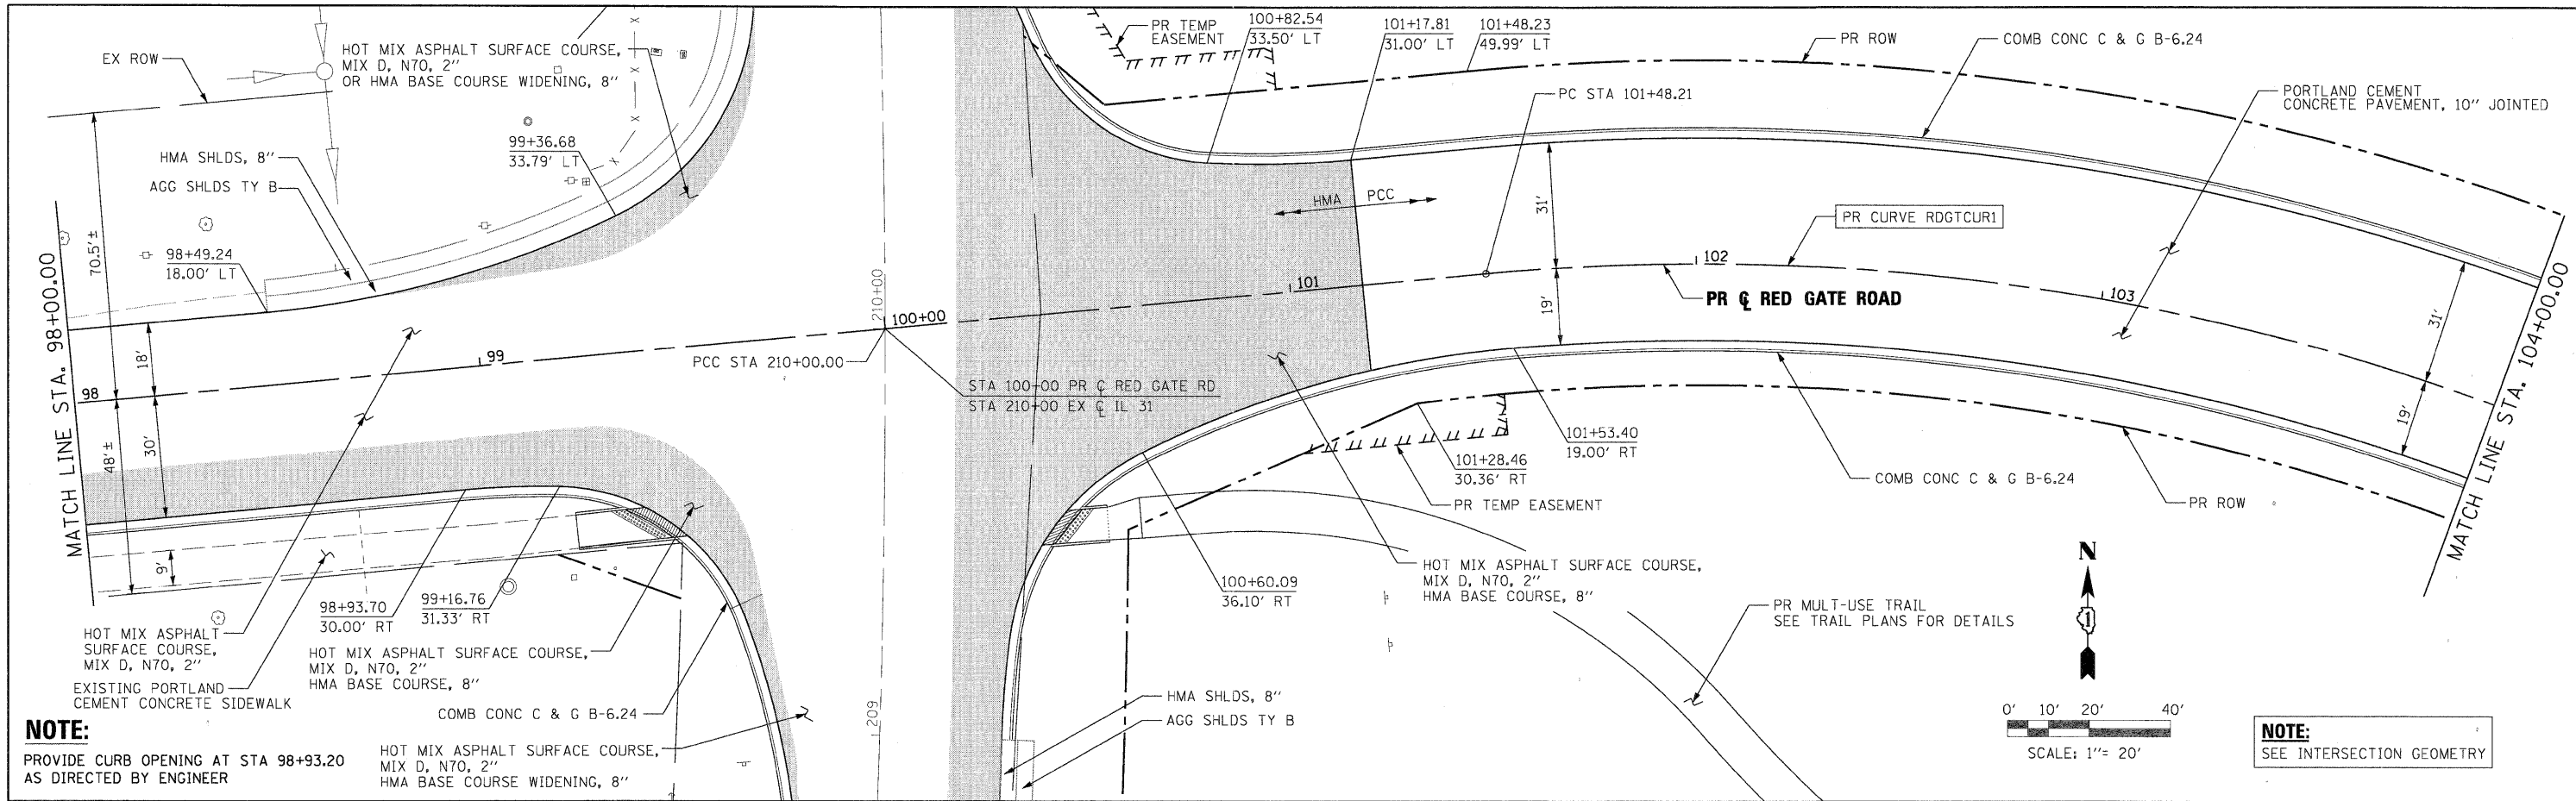 EX ROW
HOT MIX ASPHALT SURFACE COURSE,
MIX D, N70, 2"
OR HMA BASE COURSE WIDENING, 8"
HMA SHLDS, 8"
AGG SHLDS TY B
99+36.68
33.79' LT
98+49.24
18.00' LT
70.5'±
18'
30'
48'±
9'
MATCH LINE STA. 98+00.00
98
99
210+00
100+00
PCC STA 210+00.00
STA 100+00 PR ℄ RED GATE RD
STA 210+00 EX ℄ IL 31
PR TEMP
EASEMENT
100+82.54
33.50' LT
101+17.81
31.00' LT
101+48.23
49.99' LT
PR ROW
COMB CONC C & G B-6.24
PC STA 101+48.21
PORTLAND CEMENT
CONCRETE PAVEMENT, 10" JOINTED
HMA
PCC
31'
19'
PR CURVE RDGTCUR1
101
102
103
PR ℄ RED GATE ROAD
31'
19'
MATCH LINE STA. 104+00.00
101+53.40
19.00' RT
101+28.46
30.36' RT
PR TEMP EASEMENT
COMB CONC C & G B-6.24
PR ROW
100+60.09
36.10' RT
HOT MIX ASPHALT SURFACE COURSE,
MIX D, N70, 2"
HMA BASE COURSE, 8"
PR MULT-USE TRAIL
SEE TRAIL PLANS FOR DETAILS
98+93.70
30.00' RT
99+16.76
31.33' RT
HOT MIX ASPHALT
SURFACE COURSE,
MIX D, N70, 2"
EXISTING PORTLAND
CEMENT CONCRETE SIDEWALK
HOT MIX ASPHALT SURFACE COURSE,
MIX D, N70, 2"
HMA BASE COURSE, 8"
COMB CONC C & G B-6.24
HOT MIX ASPHALT SURFACE COURSE,
MIX D, N70, 2"
HMA BASE COURSE WIDENING, 8"
209
HMA SHLDS, 8"
AGG SHLDS TY B
NOTE:
PROVIDE CURB OPENING AT STA 98+93.20
AS DIRECTED BY ENGINEER
N
1
0' 10' 20' 40'
SCALE: 1"= 20'
NOTE:
SEE INTERSECTION GEOMETRY